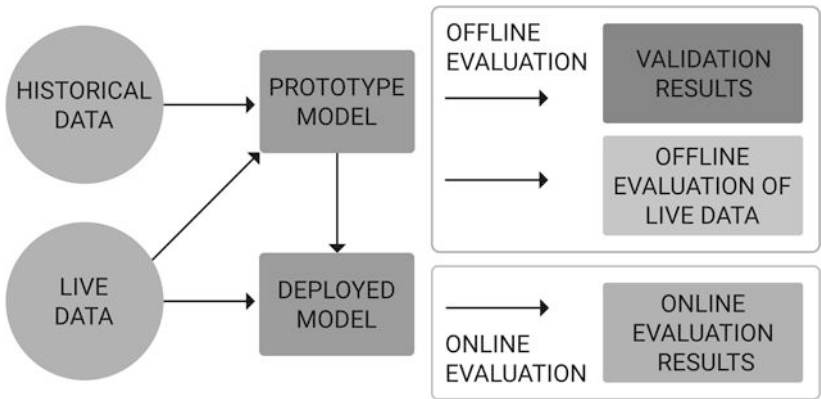 HISTORICAL
DATA
PROTOTYPE
MODEL
OFFLINE
EVALUATION
VALIDATION
RESULTS
OFFLINE
EVALUATION OF
LIVE DATA
LIVE
DATA
DEPLOYED
MODEL
ONLINE
EVALUATION
ONLINE
EVALUATION
RESULTS